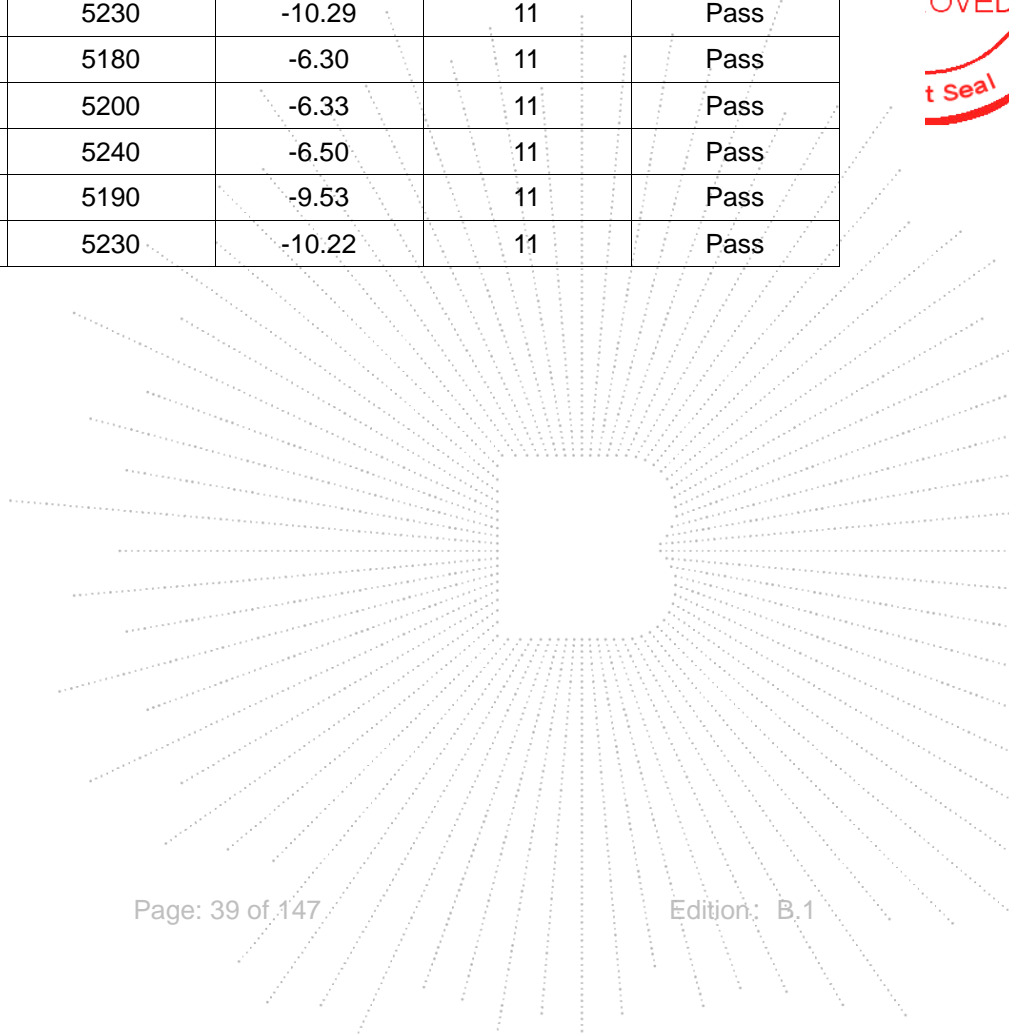 5230 -10.29 11 Pass
OVED
5180 -6.30 11 Pass
t Seal
5200 -6.33 11 Pass
5240 -6.50 11 Pass
5190 -9.53 11 Pass
5230 -10.22 11 Pass
Page: 39 of 147 Edition：B.1